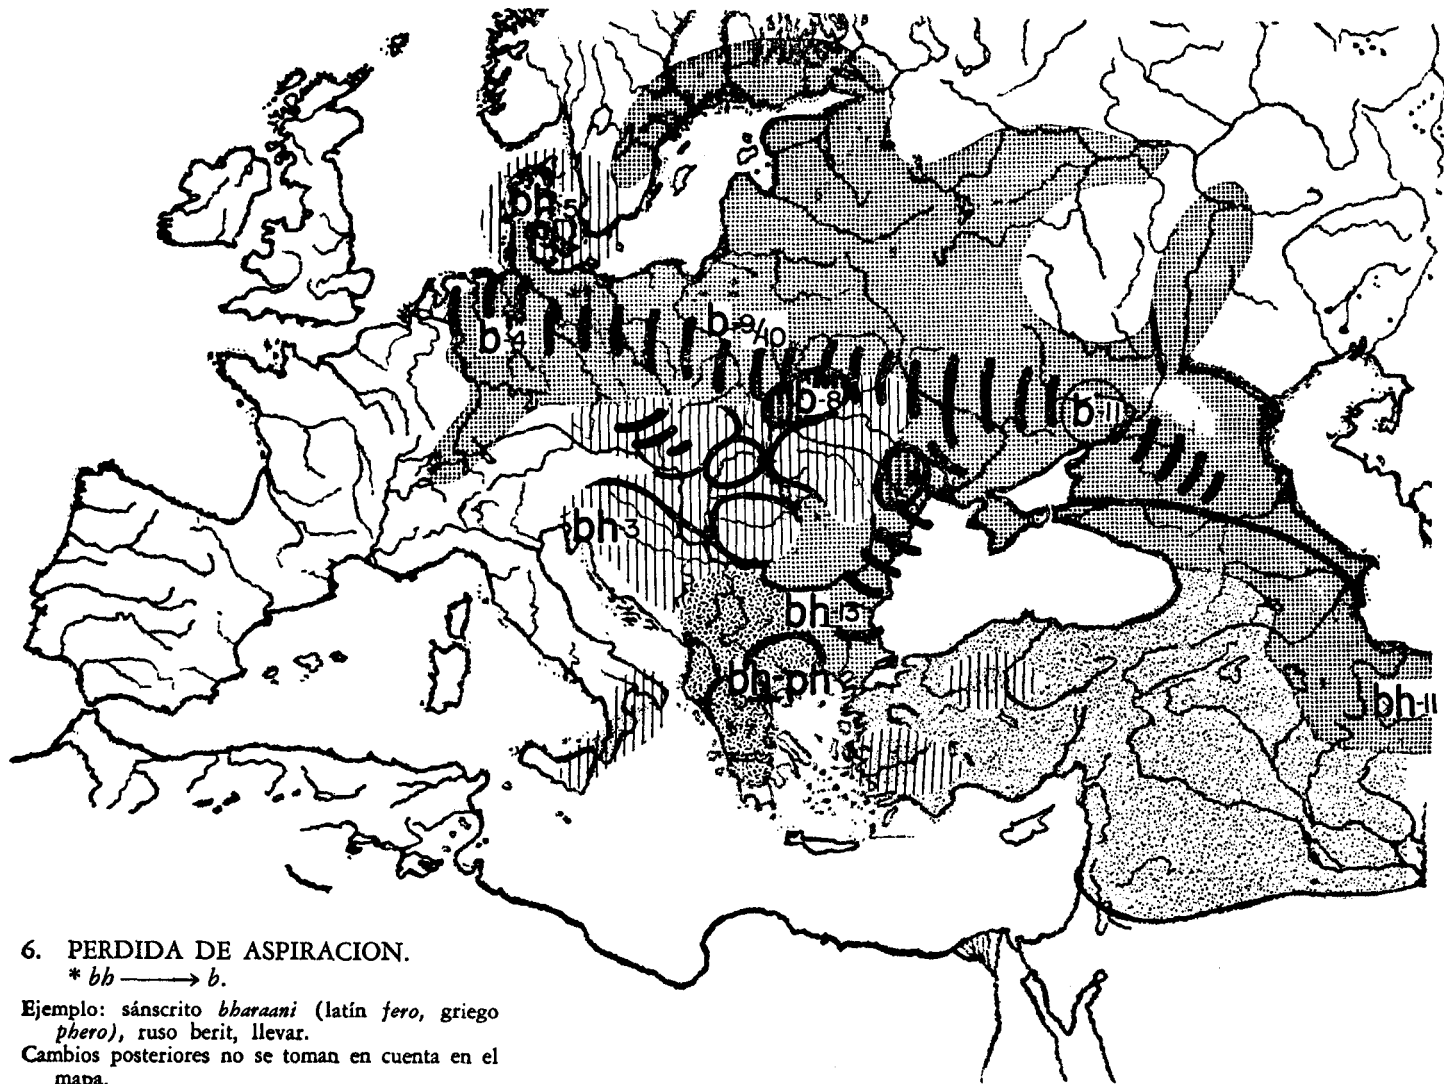 bh-5
b-4
b-9/10
b-8
b-11
bh-3
bh-13
bh-ph-2
bh-11
6. PERDIDA DE ASPIRACION.
* bh ⟶ b.
Ejemplo: sánscrito bharaani (latín fero, griego
phero), ruso berit, llevar.
Cambios posteriores no se toman en cuenta en el
mapa.